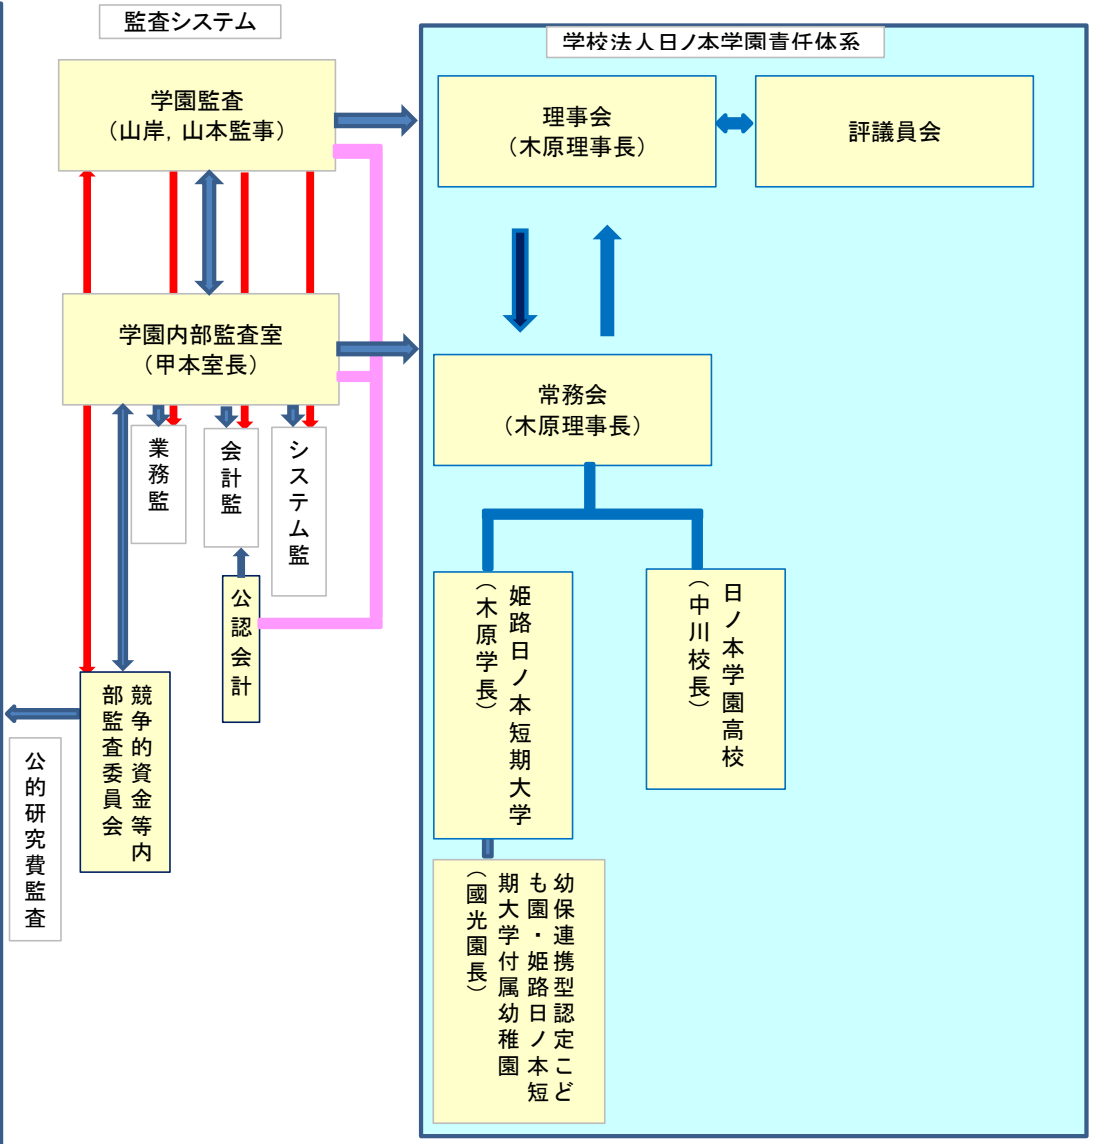 監査システム
学校法人日ノ本学園責任体系
学園監査
（山岸, 山本監事）
理事会
（木原理事長）
評議員会
学園内部監査室
（甲本室長）
常務会
（木原理事長）
業務監
会計監
システム監
公認会計
競争的資金等内
部監査委員会
公的研究費監査
姫路日ノ本短期大学
（木原学長）
日ノ本学園高校
（中川校長）
幼保連携型認定こど
も園・姫路日ノ本短
期大学付属幼稚園
（國光園長）